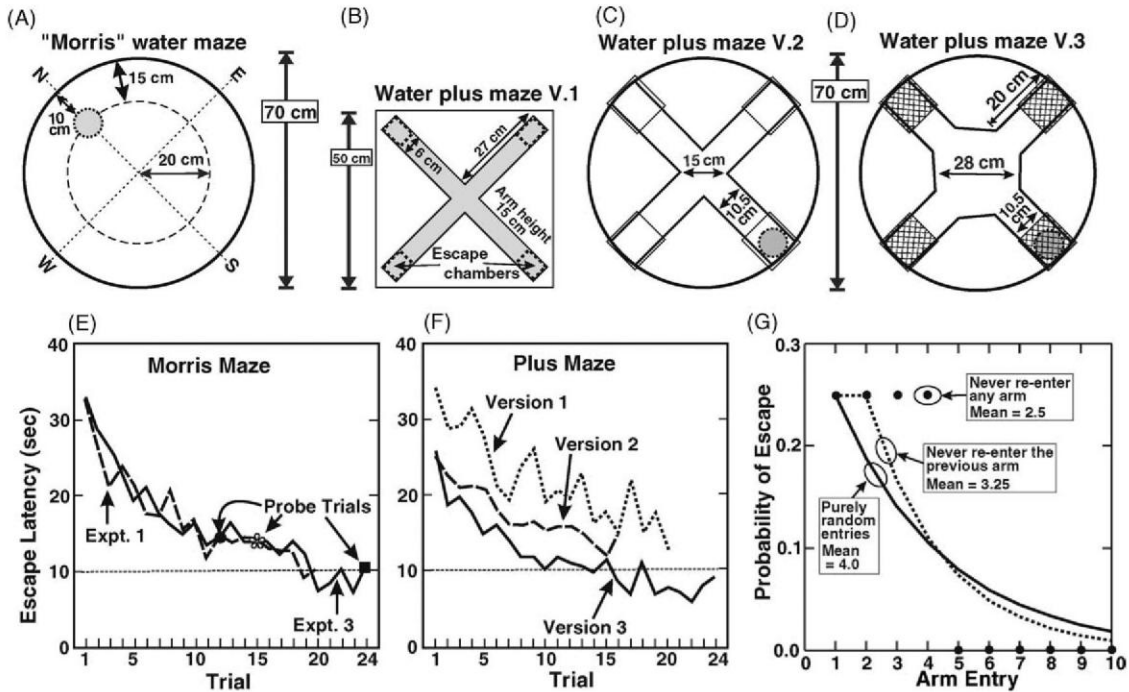 (A)
"Morris" water maze
N
E
15 cm
10
cm
20 cm
W
S
70 cm
(B)
Water plus maze V.1
50 cm
6 cm
27 cm
Arm height
15 cm
Escape
chambers
(C)
Water plus maze V.2
15 cm
10.5
cm
70 cm
(D)
Water plus maze V.3
20 cm
28 cm
10.5
cm
(E)
Morris Maze
Escape Latency (sec)
40
30
20
10
0
Expt. 1
Probe Trials
Expt. 3
1 5 10 15 20 24
Trial
(F)
Plus Maze
40
30
20
10
0
Version 1
Version 2
Version 3
1 5 10 15 20 24
Trial
(G)
Probability of Escape
0.3
0.2
0.1
0.0
Never re-enter
any arm
Mean = 2.5
Never re-enter the
previous arm
Mean = 3.25
Purely
random
entries
Mean
= 4.0
0 1 2 3 4 5 6 7 8 9 10
Arm Entry